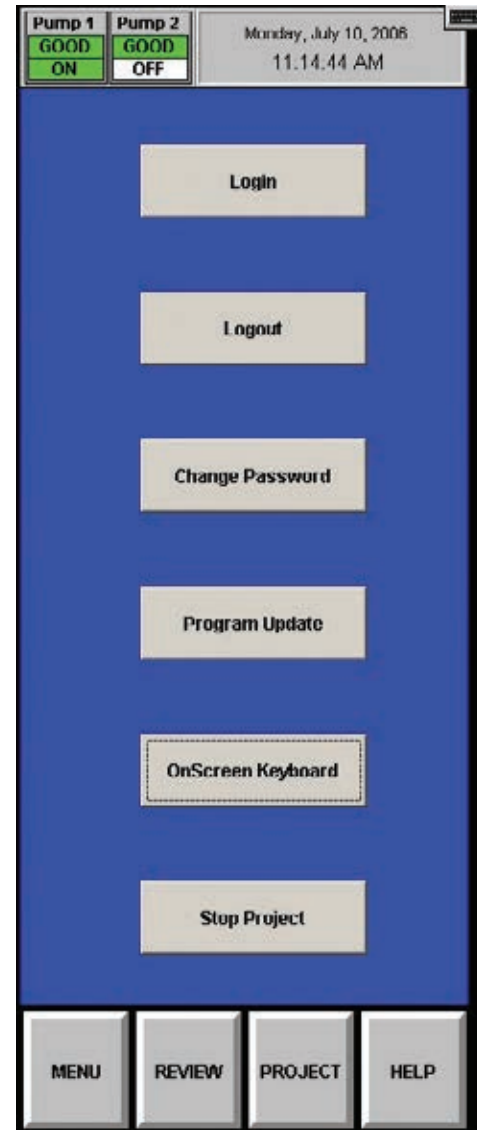 Pump 1 Pump 2 Monday, July 10, 2006
GOOD GOOD 11:14:44 AM
ON OFF
Login
Logout
Change Password
Program Update
OnScreen Keyboard
Stop Project
MENU REVIEW PROJECT HELP